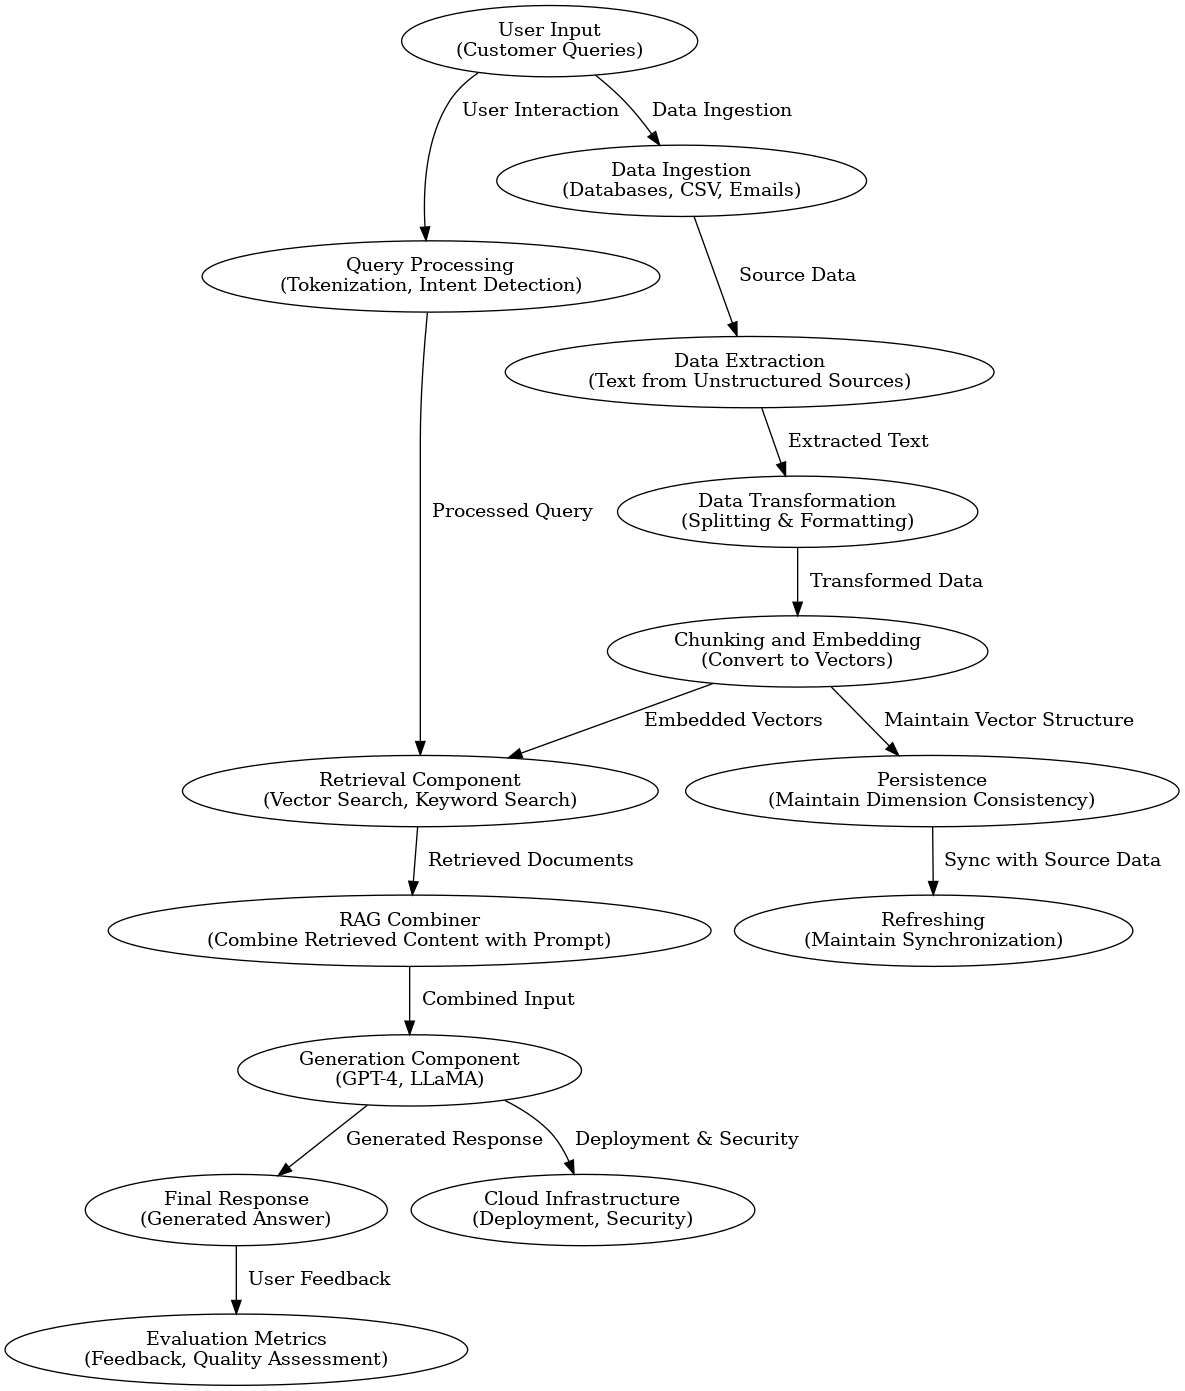 User Input
(Customer Queries)
User Interaction
Data Ingestion
Data Ingestion
(Databases, CSV, Emails)
Query Processing
(Tokenization, Intent Detection)
Source Data
Data Extraction
(Text from Unstructured Sources)
Extracted Text
Data Transformation
(Splitting & Formatting)
Processed Query
Transformed Data
Chunking and Embedding
(Convert to Vectors)
Embedded Vectors
Maintain Vector Structure
Retrieval Component
(Vector Search, Keyword Search)
Persistence
(Maintain Dimension Consistency)
Retrieved Documents
Sync with Source Data
RAG Combiner
(Combine Retrieved Content with Prompt)
Refreshing
(Maintain Synchronization)
Combined Input
Generation Component
(GPT-4, LLaMA)
Generated Response
Deployment & Security
Final Response
(Generated Answer)
Cloud Infrastructure
(Deployment, Security)
User Feedback
Evaluation Metrics
(Feedback, Quality Assessment)